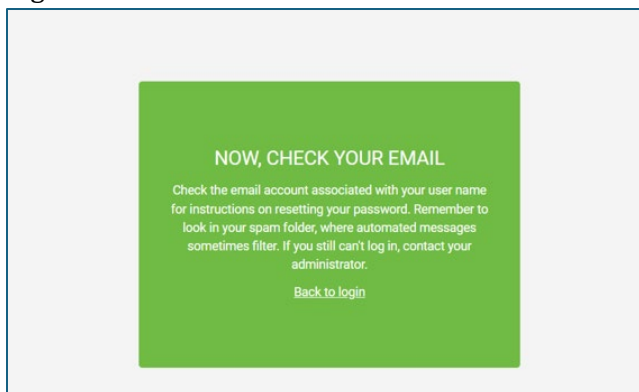 NOW, CHECK YOUR EMAIL
Check the email account associated with your user name
for instructions on resetting your password. Remember to
look in your spam folder, where automated messages
sometimes filter. If you still can't log in, contact your
administrator.
Back to login